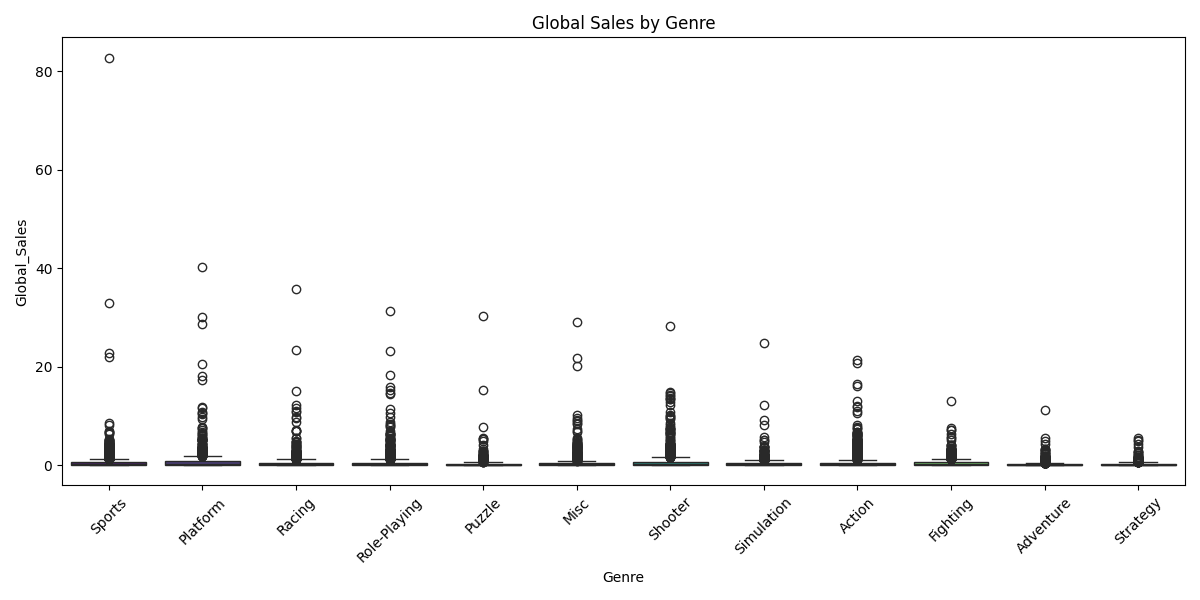 Global Sales by Genre
Global_Sales
80
60
40
20
0
Sports
Platform
Racing
Role-Playing
Puzzle
Misc
Shooter
Simulation
Action
Fighting
Adventure
Strategy
Genre